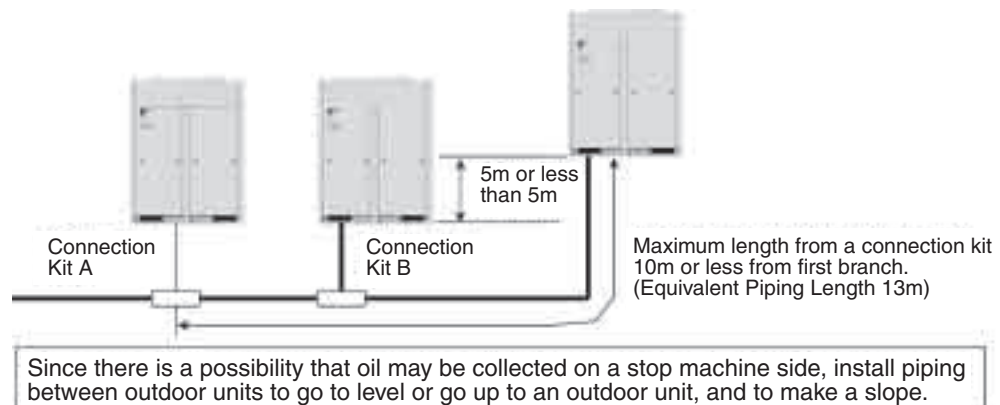 5m or less
than 5m
Connection
Kit A
Connection
Kit B
Maximum length from a connection kit
10m or less from first branch.
(Equivalent Piping Length 13m)
Since there is a possibility that oil may be collected on a stop machine side, install piping
between outdoor units to go to level or go up to an outdoor unit, and to make a slope.